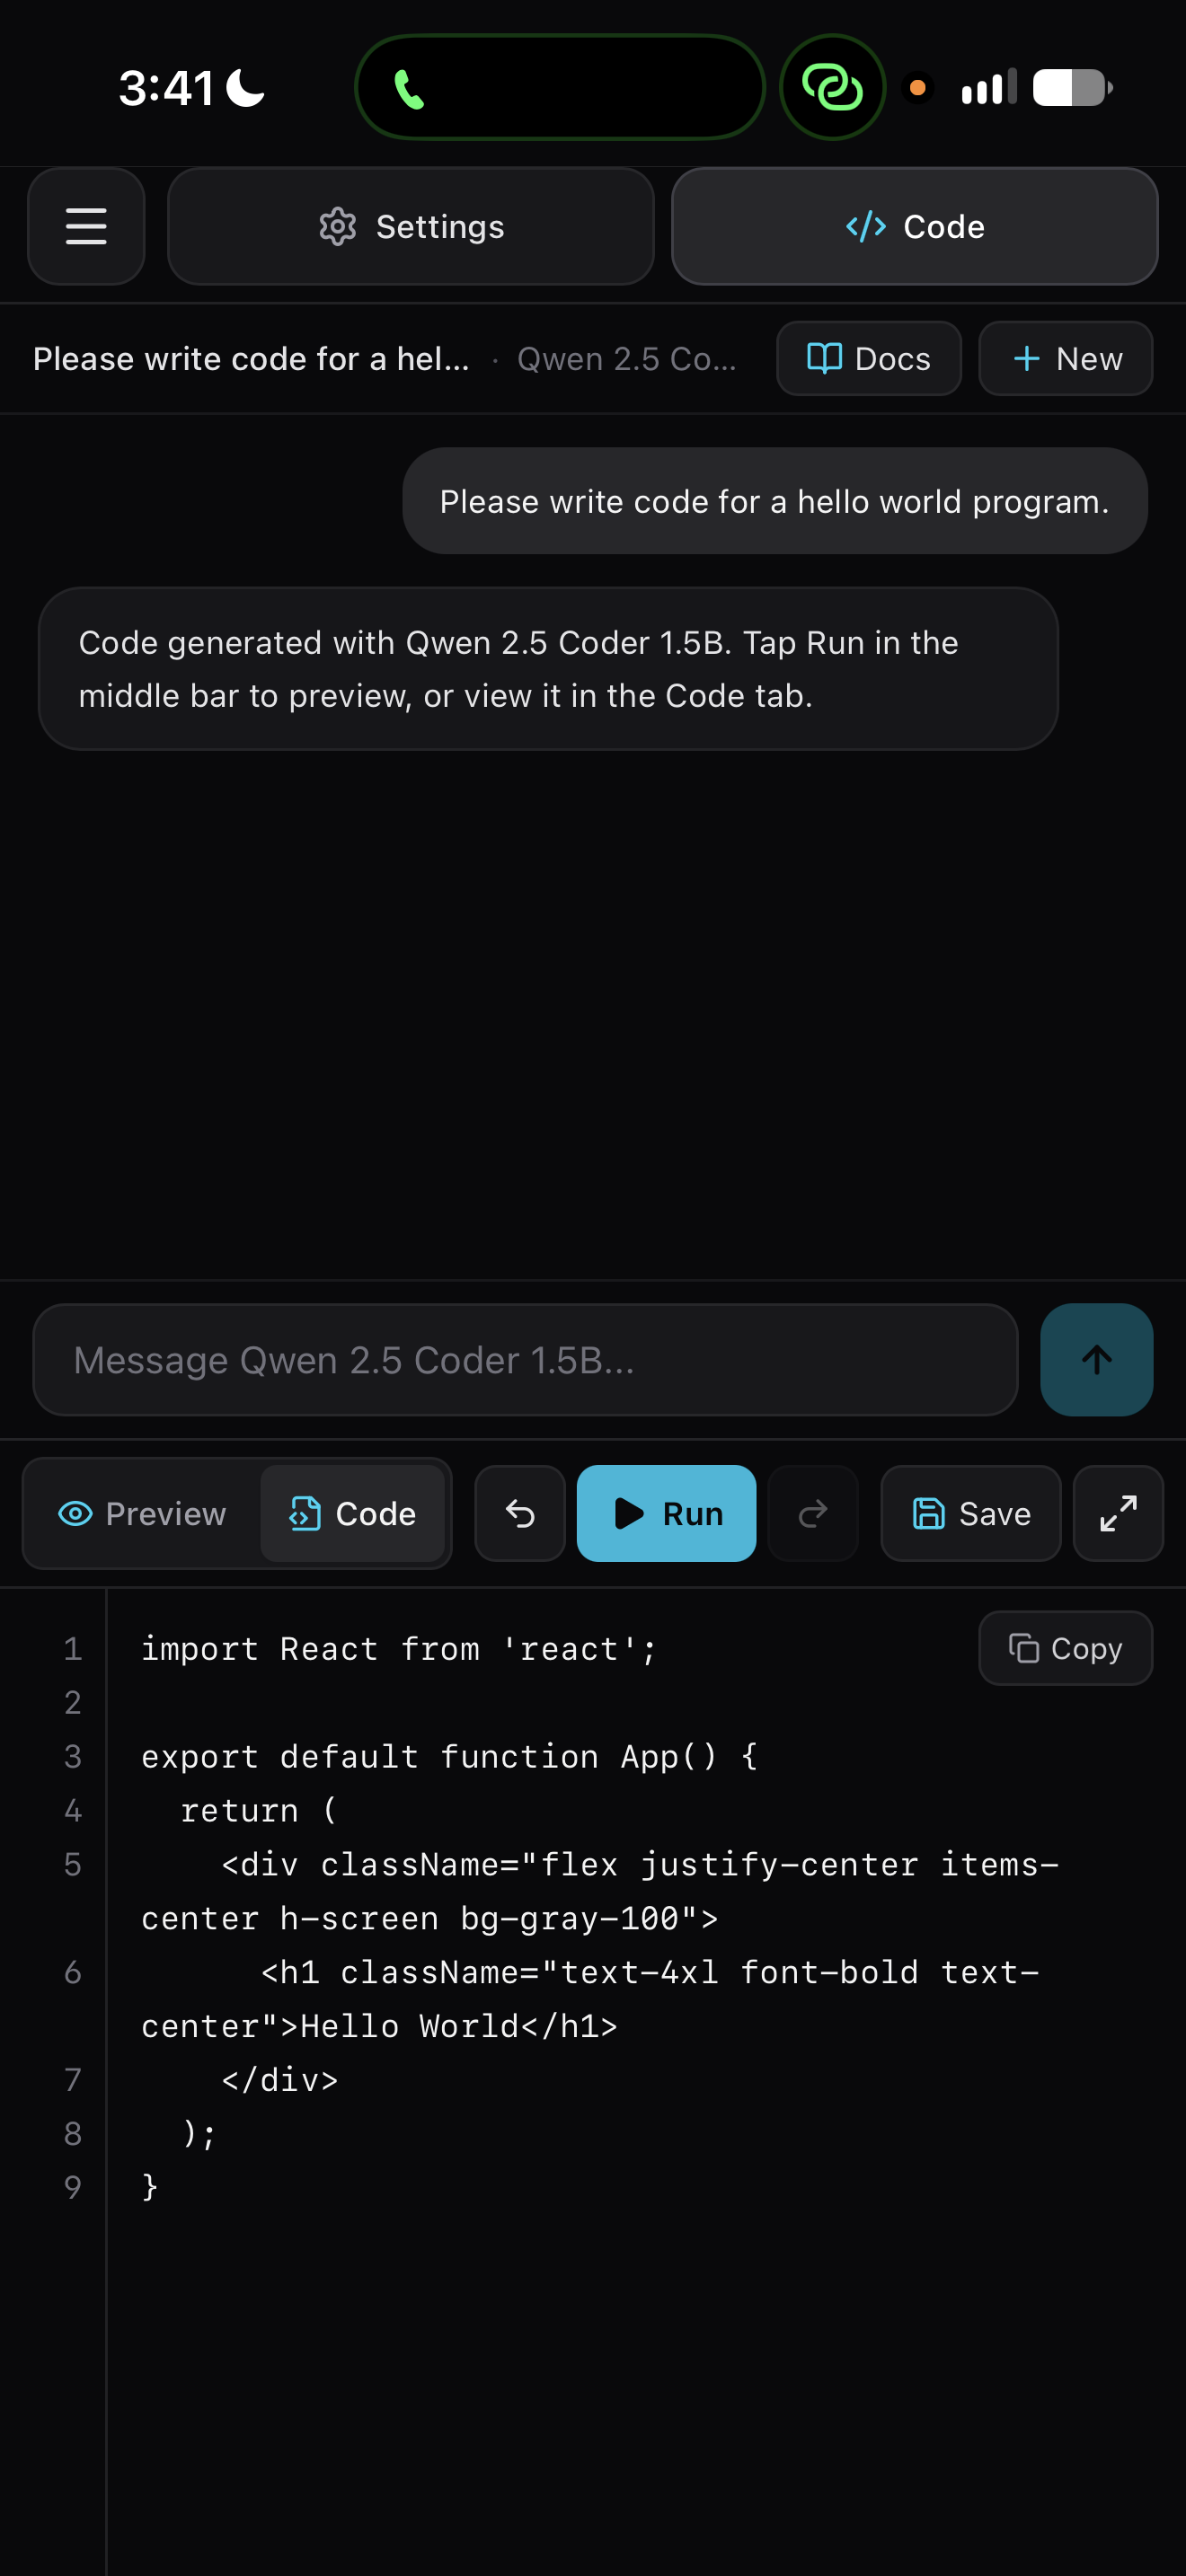 3:41
Settings
Code
Please write code for a hel... · Qwen 2.5 Co...
Docs
New
Please write code for a hello world program.
Code generated with Qwen 2.5 Coder 1.5B. Tap Run in the
middle bar to preview, or view it in the Code tab.
Message Qwen 2.5 Coder 1.5B...
Preview
Code
Run
Save
Copy
1 import React from 'react';
2
3 export default function App() {
4   return (
5     <div className="flex justify-center items-
center h-screen bg-gray-100">
6       <h1 className="text-4xl font-bold text-
center">Hello World</h1>
7     </div>
8   );
9 }